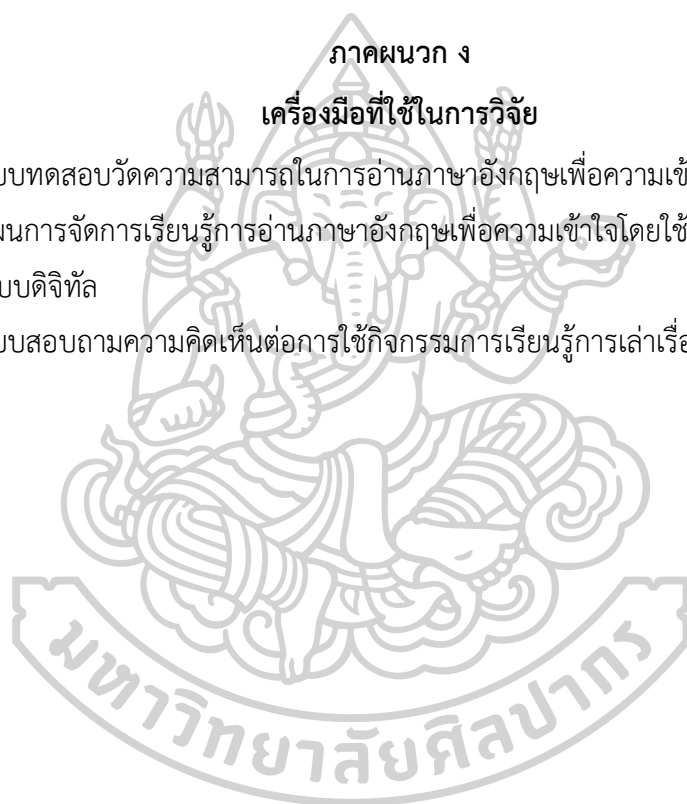 ภาคผนวก ง
เครื่องมือที่ใช้ในการวิจัย
บบทดสอบวัดความสามารถในการอ่านภาษาอังกฤษเพื่อความเข้
ผนการจัดการเรียนรู้การอ่านภาษาอังกฤษเพื่อความเข้าใจโดยใช้
บบดิจิทัล
บบสอบถามความคิดเห็นต่อการใช้กิจกรรมการเรียนรู้การเล่าเรื่อ
มหาวิทยาลัยศิลปากร